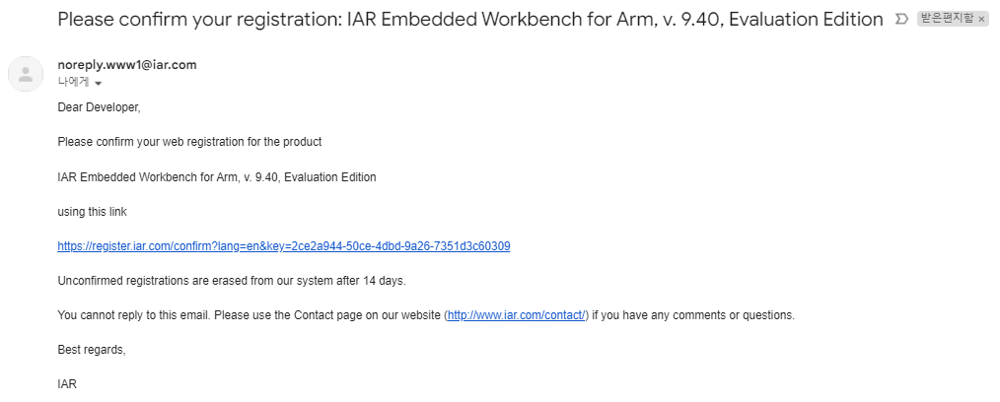 Please confirm your registration: IAR Embedded Workbench for Arm, v. 9.40, Evaluation Edition 받은편지함 ×
noreply.www1@iar.com
나에게
Dear Developer,
Please confirm your web registration for the product
IAR Embedded Workbench for Arm, v. 9.40, Evaluation Edition
using this link
https://register.iar.com/confirm?lang=en&key=2ce2a944-50ce-4dbd-9a26-7351d3c60309
Unconfirmed registrations are erased from our system after 14 days.
You cannot reply to this email. Please use the Contact page on our website (http://www.iar.com/contact/) if you have any comments or questions.
Best regards,
IAR